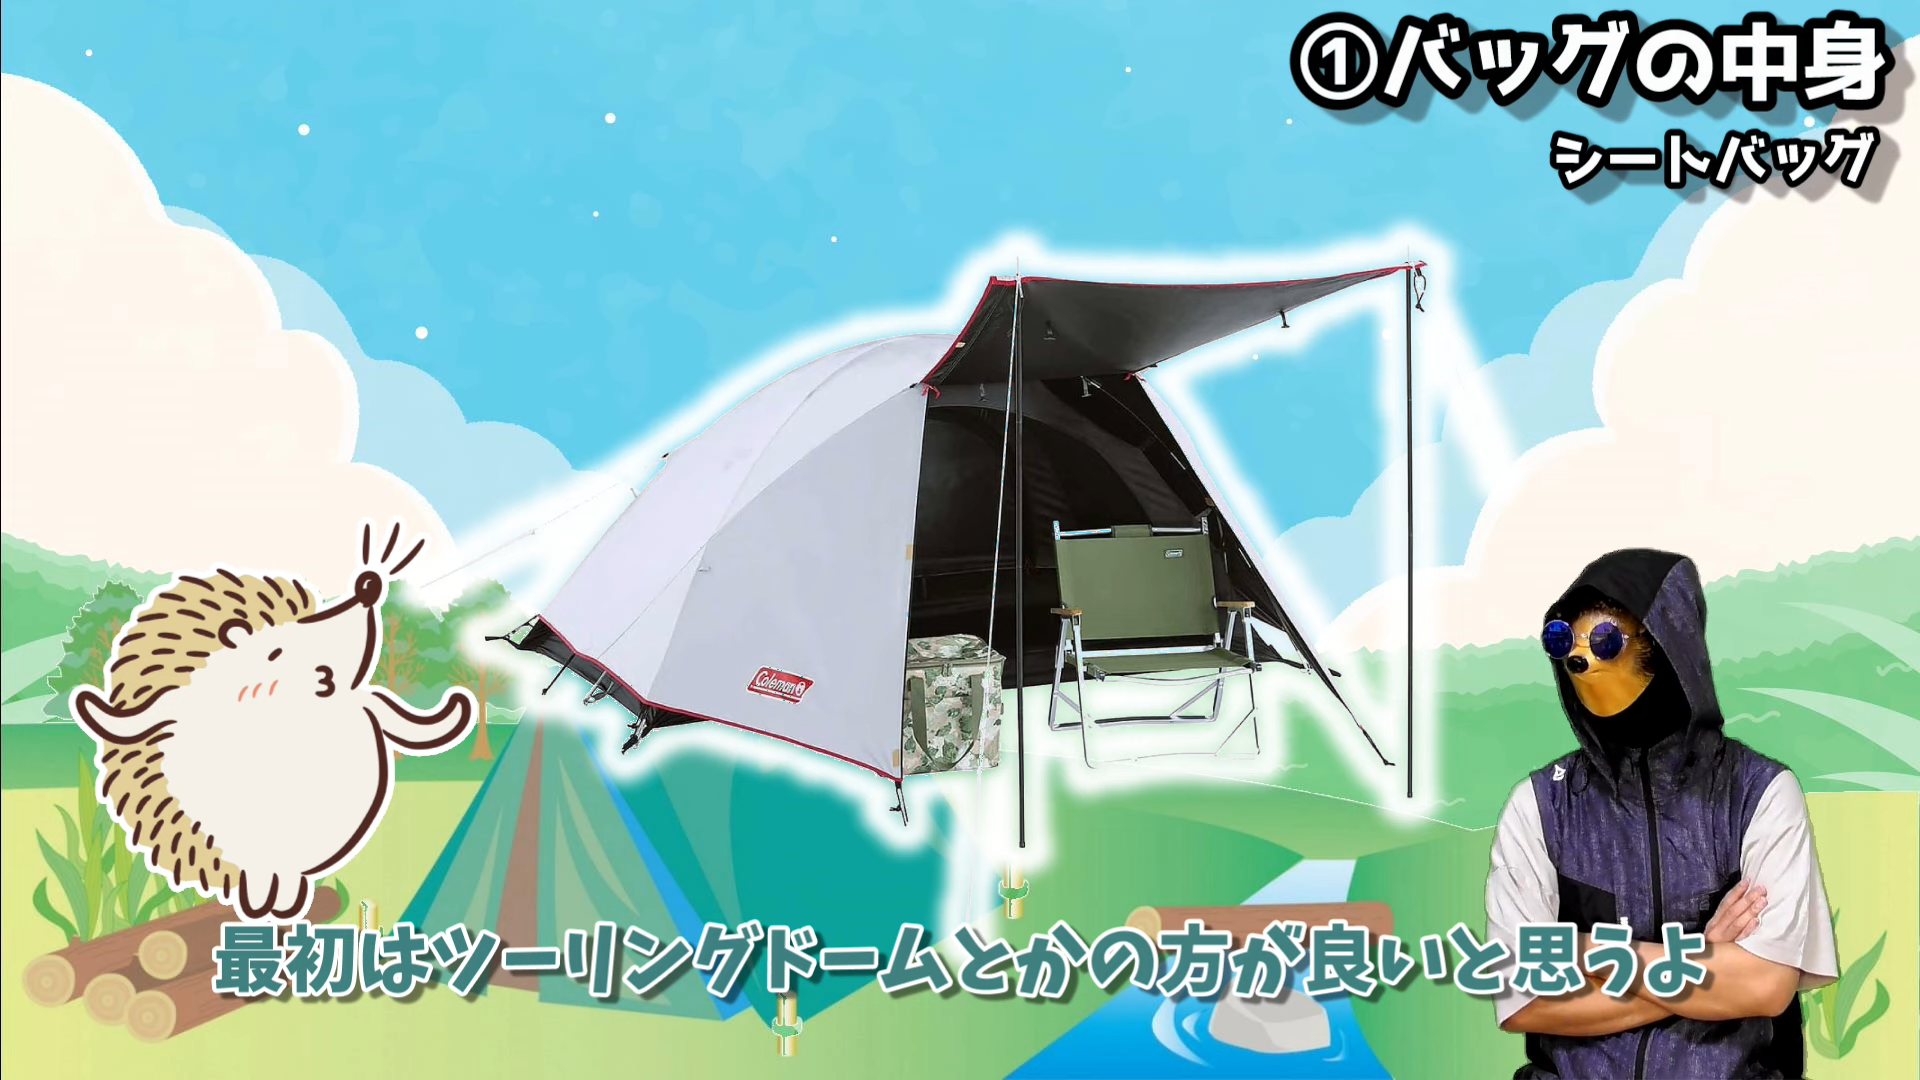 ①バッグの中身
シートバッグ
Coleman
最初はツーリングドームとかの方が良いと思うよ